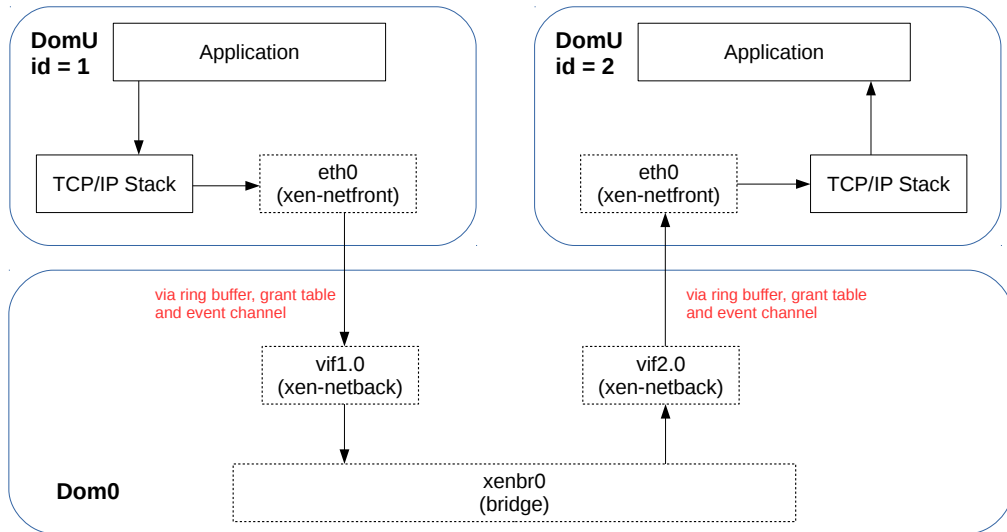 DomU
id = 1
Application
TCP/IP Stack
eth0
(xen-netfront)
DomU
id = 2
Application
eth0
(xen-netfront)
TCP/IP Stack
via ring buffer, grant table
and event channel
via ring buffer, grant table
and event channel
vif1.0
(xen-netback)
vif2.0
(xen-netback)
Dom0
xenbr0
(bridge)